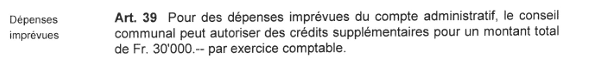 Dépenses
imprévues
Art. 39 Pour des dépenses imprévues du compte administratif, le conseil
communal peut autoriser des crédits supplémentaires pour un montant total
de Fr. 30'000.-- par exercice comptable.